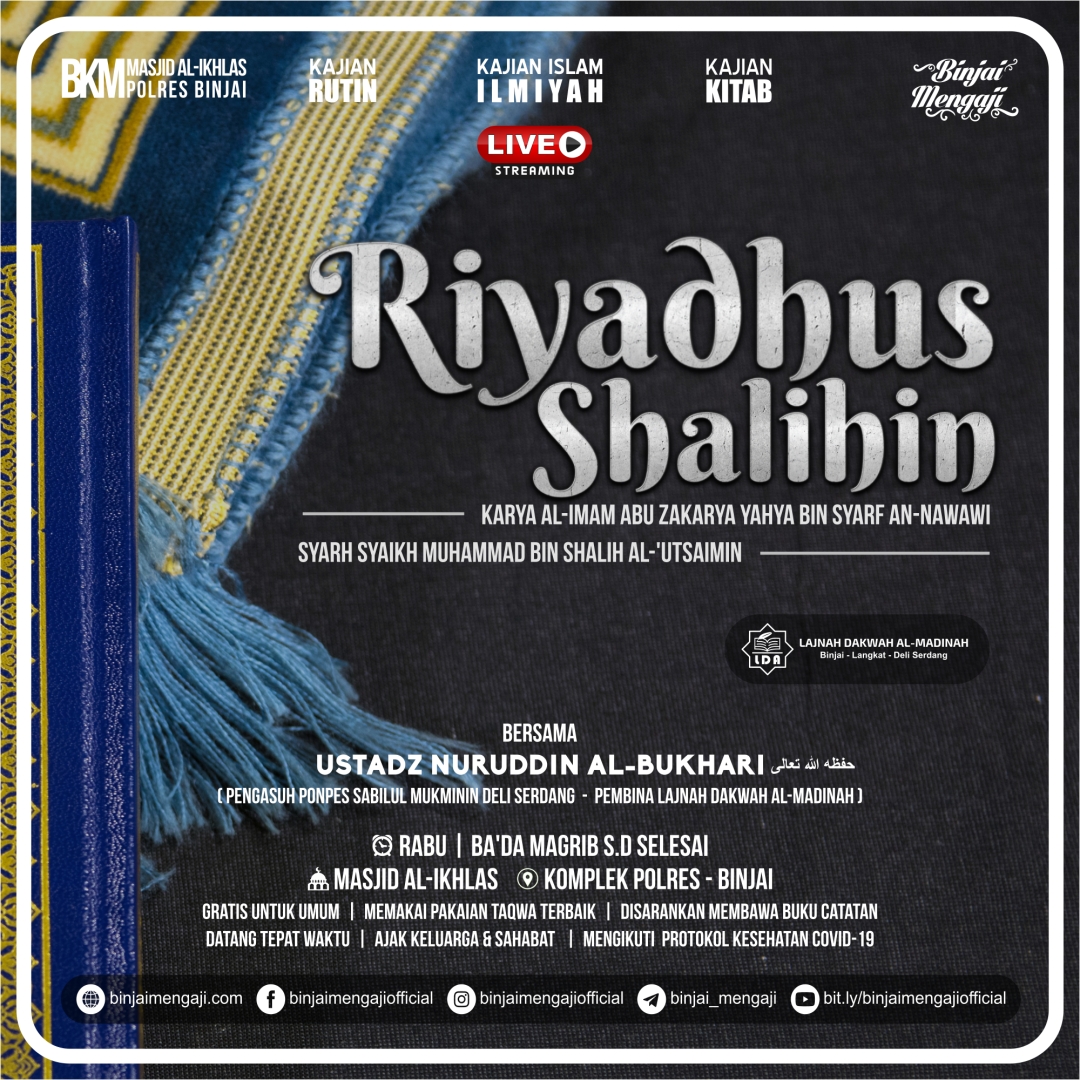 BKM MASJID AL-IKHLAS
POLRES BINJAI
KAJIAN
RUTIN
KAJIAN ISLAM
ILMIYAH
KAJIAN
KITAB
Binjai
Mengaji
LIVE
STREAMING
Riyadhus
Shalihin
KARYA AL-IMAM ABU ZAKARYA YAHYA BIN SYARF AN-NAWAWI
SYARH SYAIKH MUHAMMAD BIN SHALIH AL-'UTSAIMIN
LDA
LAJNAH DAKWAH AL-MADINAH
Binjai - Langkat - Deli Serdang
BERSAMA
USTADZ NURUDDIN AL-BUKHARI حفظه الله تعالى
( PENGASUH PONPES SABILUL MUKMININ DELI SERDANG - PEMBINA LAJNAH DAKWAH AL-MADINAH )
RABU | BA'DA MAGRIB S.D SELESAI
MASJID AL-IKHLAS KOMPLEK POLRES - BINJAI
GRATIS UNTUK UMUM | MEMAKAI PAKAIAN TAQWA TERBAIK | DISARANKAN MEMBAWA BUKU CATATAN
DATANG TEPAT WAKTU | AJAK KELUARGA & SAHABAT | MENGIKUTI PROTOKOL KESEHATAN COVID-19
binjaimengaji.com binjaimengajiofficial binjaimengajiofficial binjai_mengaji bit.ly/binjaimengajiofficial